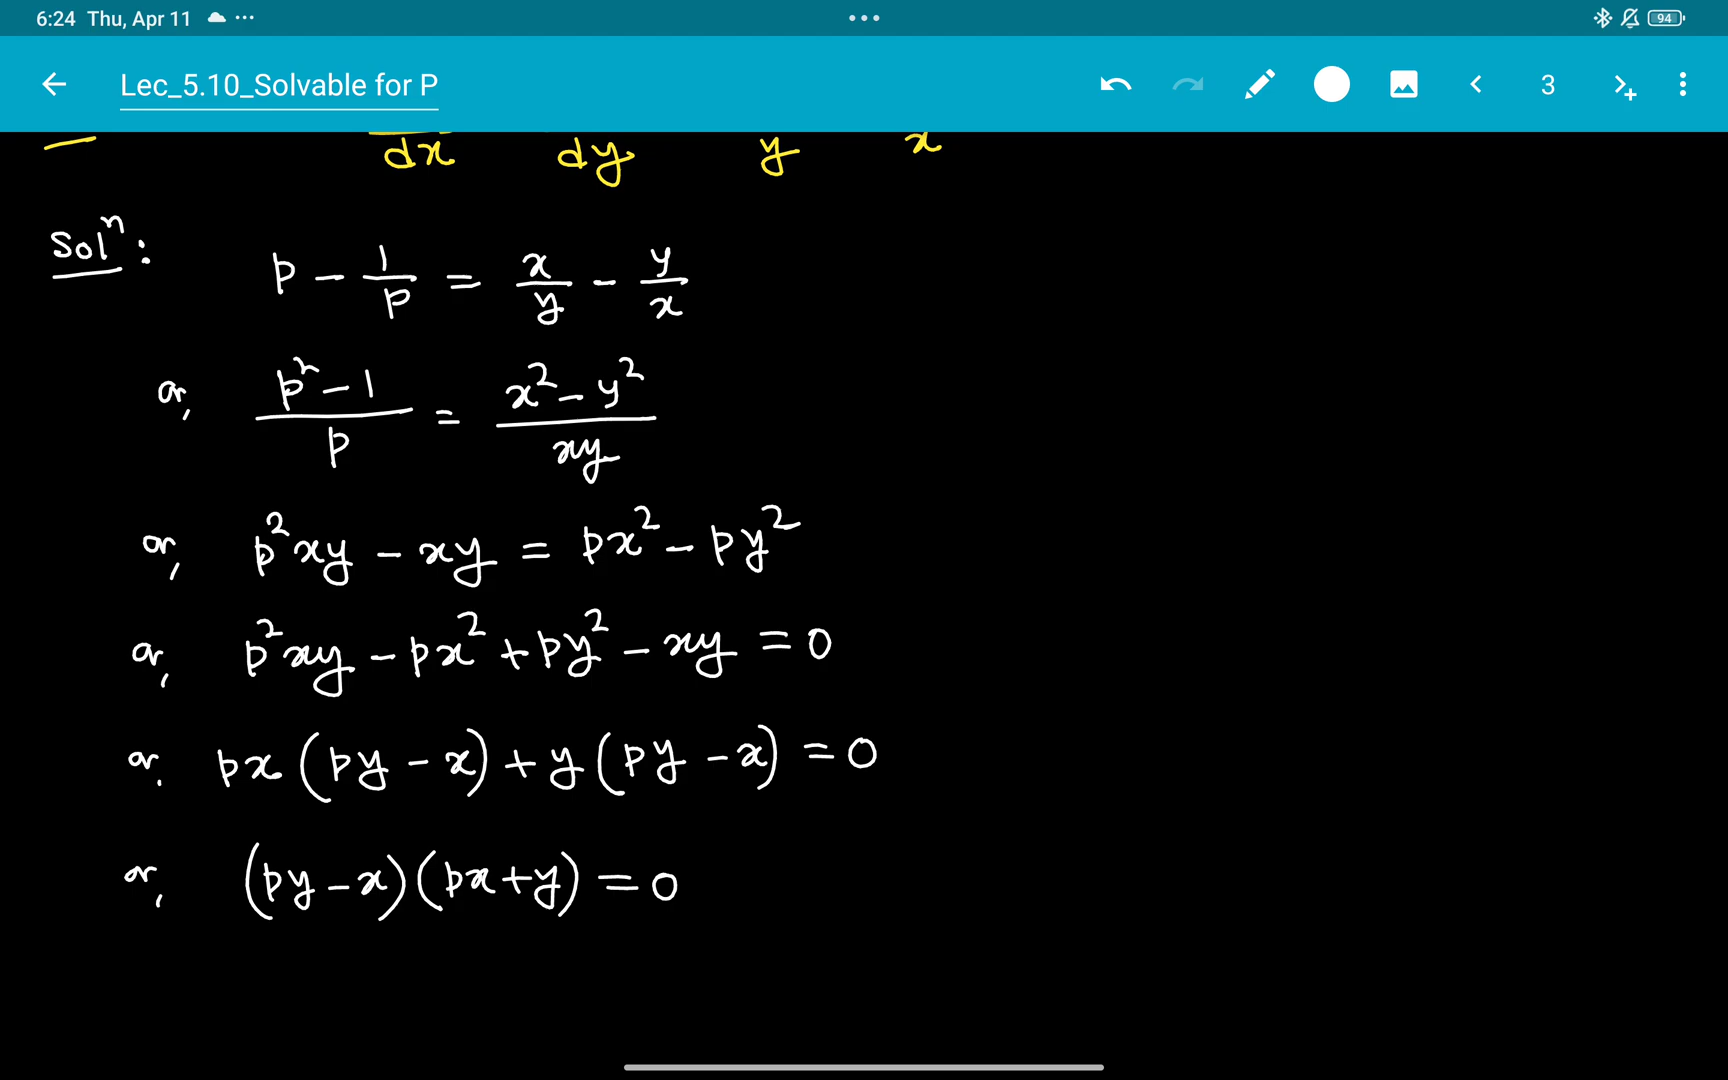 6:24 Thu, Apr 11 94
Lec_5.10_Solvable for P 3
dx dy y x
Solⁿ: p - 1/p = x/y - y/x
or, (p² - 1)/p = (x² - y²)/xy
or, p²xy - xy = px² - py²
or, p²xy - px² + py² - xy = 0
or, px(py - x) + y(py - x) = 0
or, (py - x)(px + y) = 0